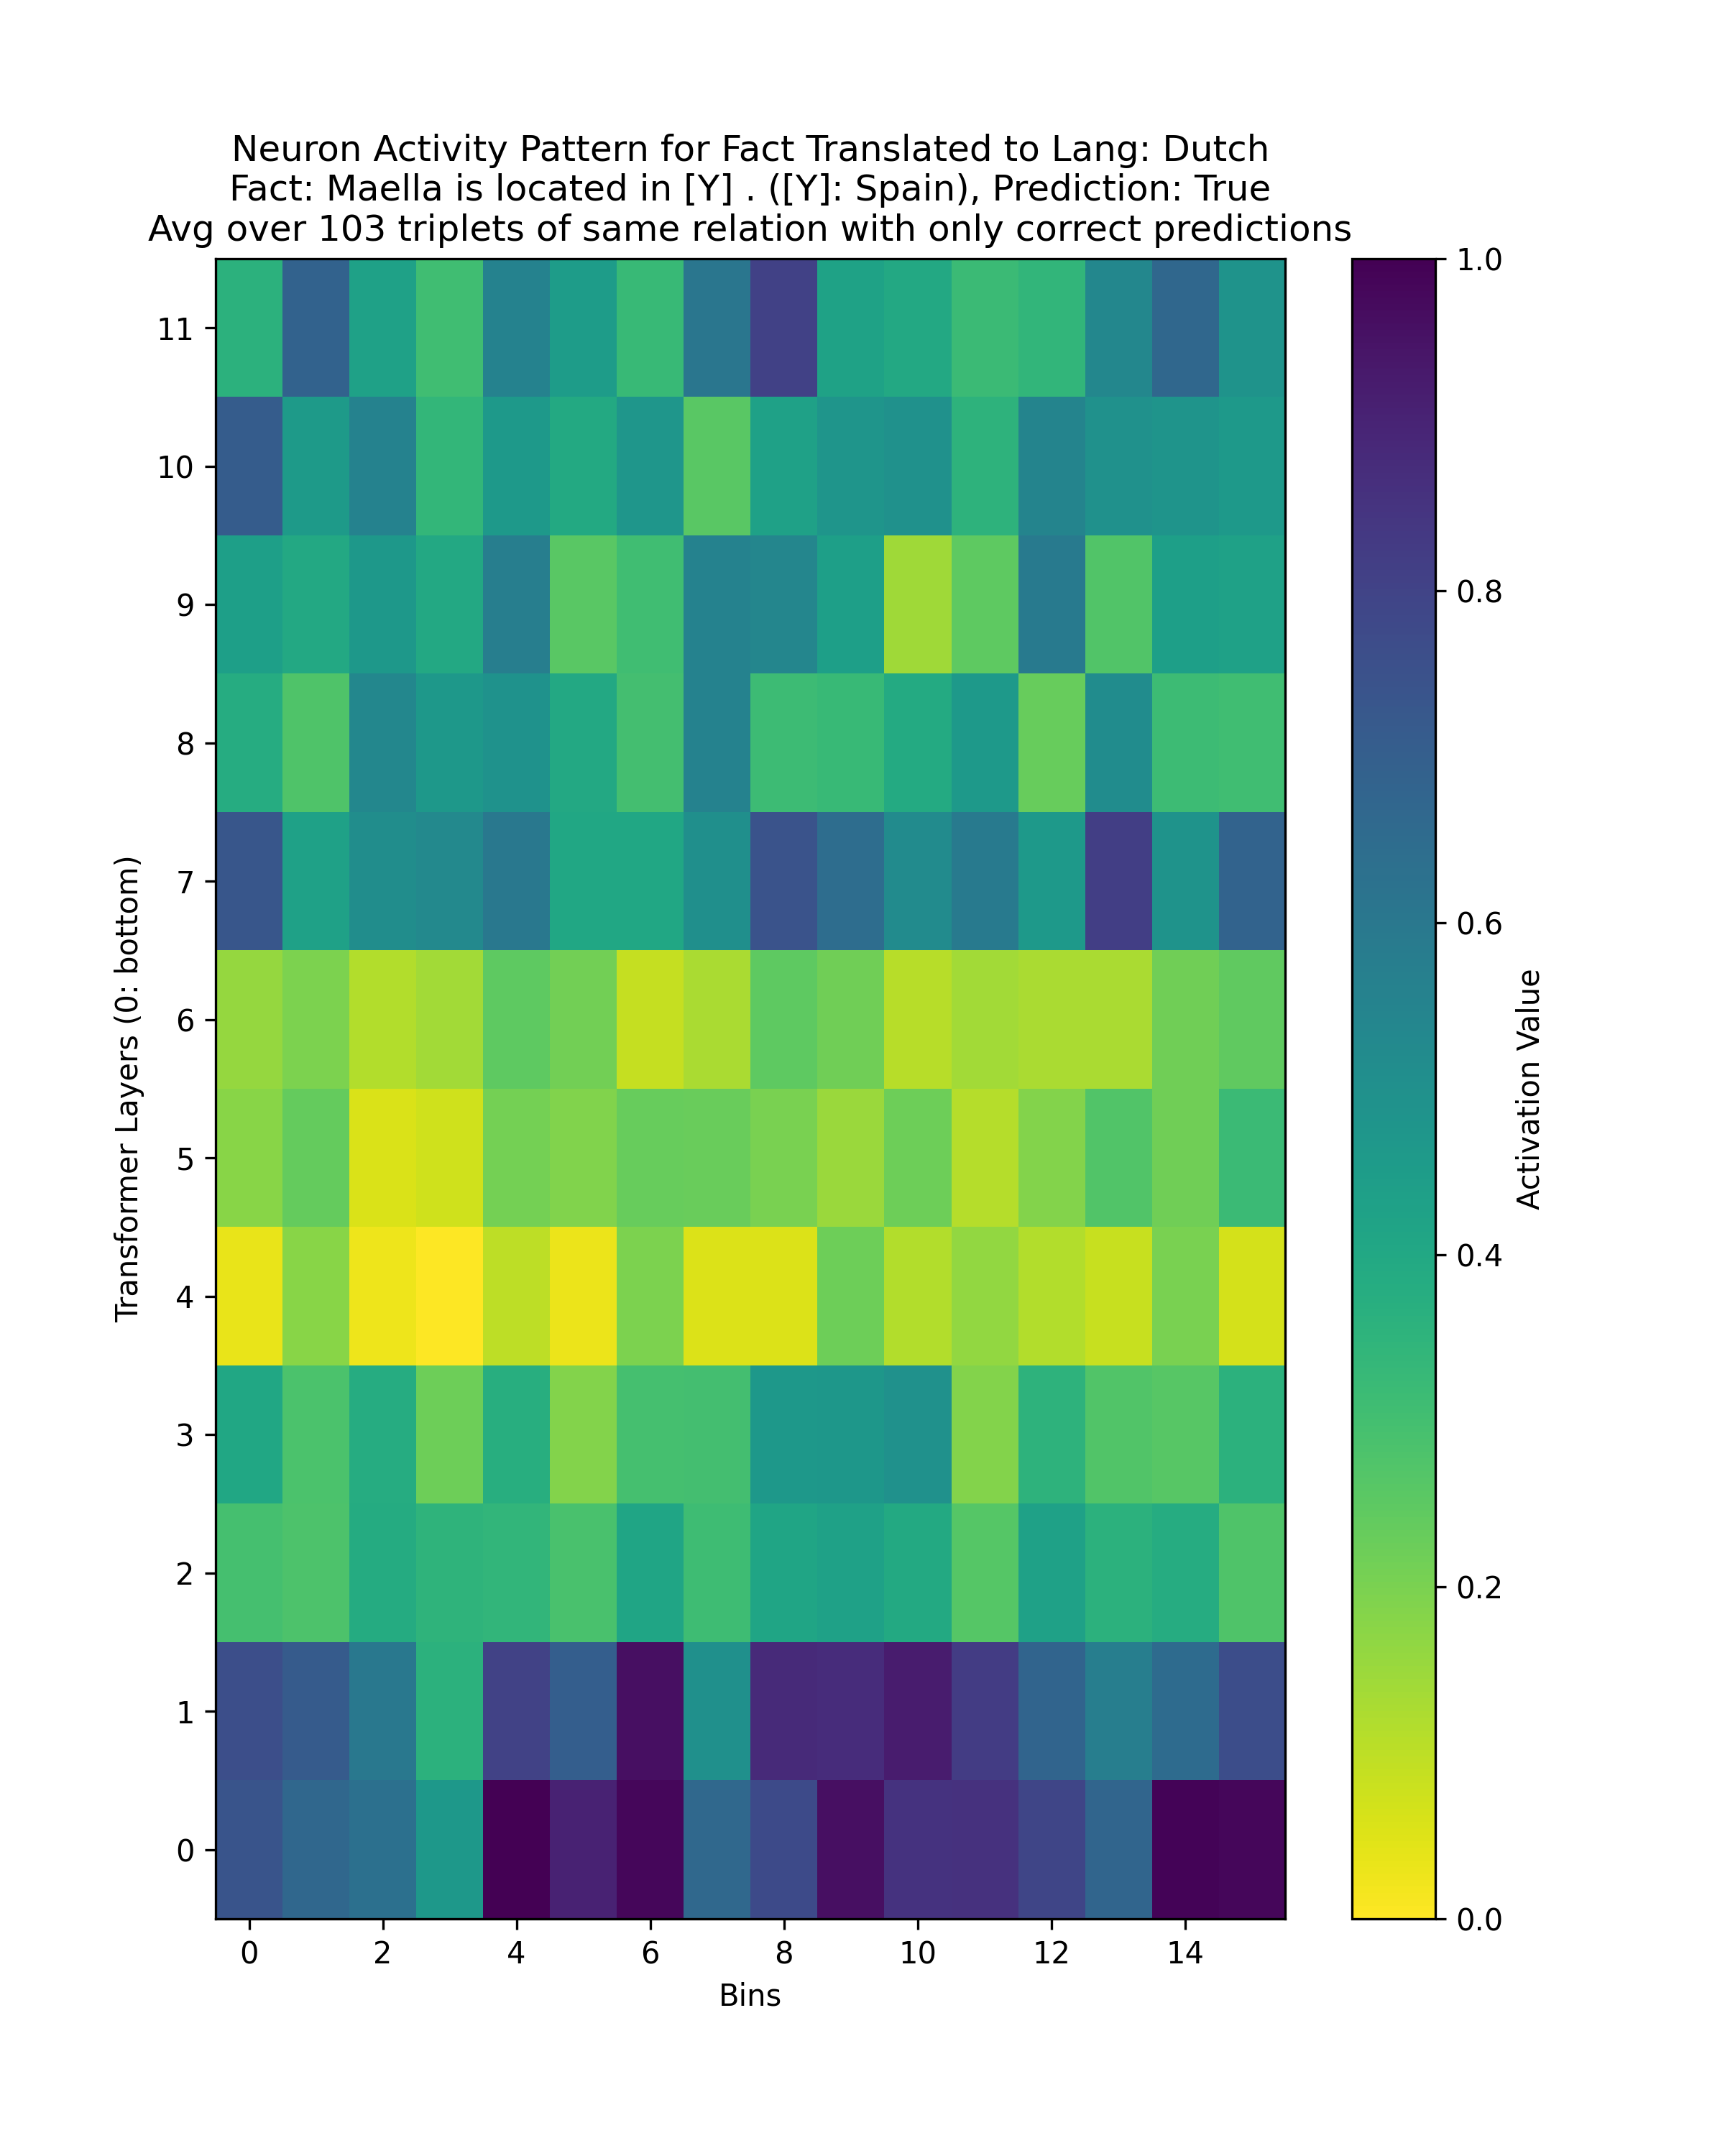 Neuron Activity Pattern for Fact Translated to Lang: Dutch
Fact: Maella is located in [Y] . ([Y]: Spain), Prediction: True
Avg over 103 triplets of same relation with only correct predictions
Transformer Layers (0: bottom)
11
10
9
8
7
6
5
4
3
2
1
0
0 2 4 6 8 10 12 14
Bins
1.0
0.8
0.6
0.4
0.2
0.0
Activation Value